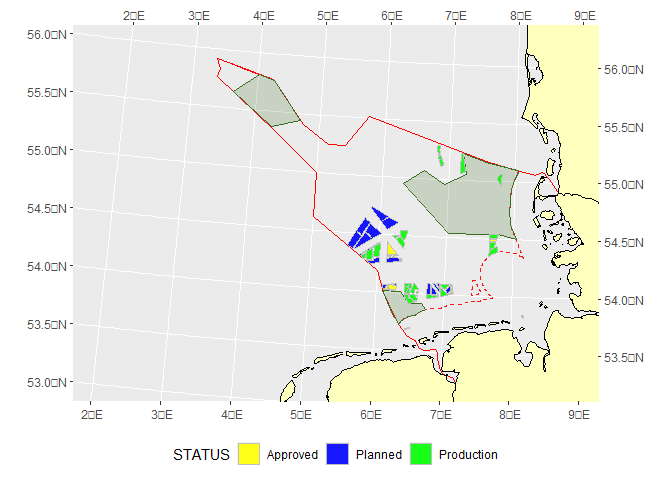 2□E 3□E 4□E 5□E 6□E 7□E 8□E 9□E
56.0□N
56.0□N
55.5□N
55.5□N
55.0□N
55.0□N
54.5□N
54.5□N
54.0□N
54.0□N
53.5□N
53.5□N
53.0□N
2□E 3□E 4□E 5□E 6□E 7□E 8□E 9□E
STATUS Approved Planned Production